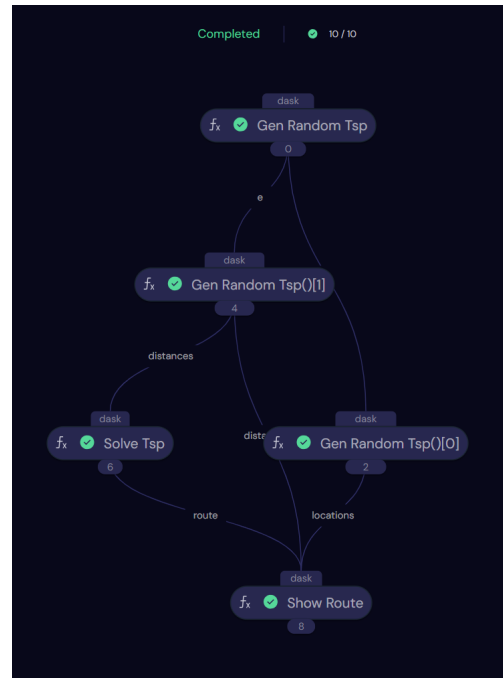 Completed 10 / 10
dask
Gen Random Tsp
0
e
dask
Gen Random Tsp()[1]
4
distances
dask
Solve Tsp
6
dista
dask
Gen Random Tsp()[0]
2
route
locations
dask
Show Route
8